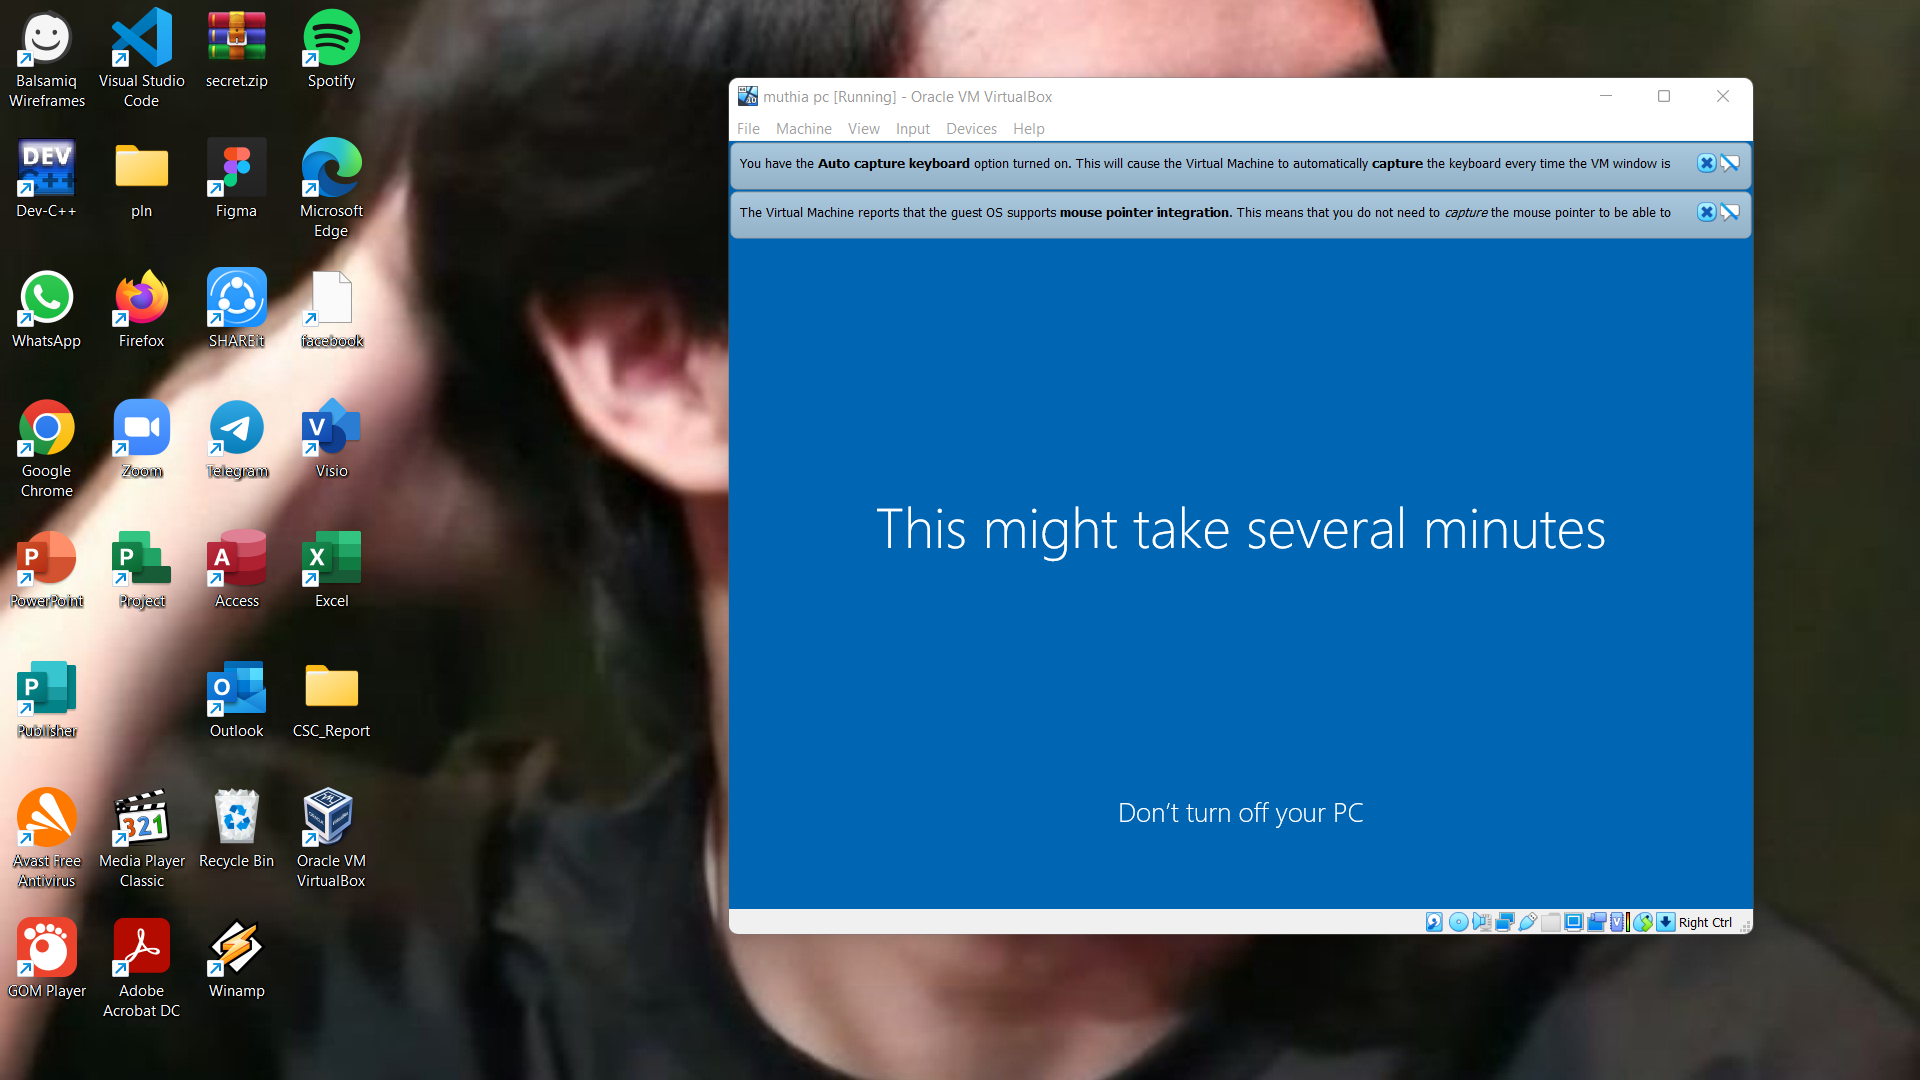 Balsamiq
Wireframes
Visual Studio
Code
secret.zip
Spotify
DEV
C++
Dev-C++
pln
Figma
Microsoft
Edge
WhatsApp
Firefox
SHAREit
facebook
Google
Chrome
Zoom
Telegram
V
Visio
P
PowerPoint
P
Project
A
Access
X
Excel
P
Publisher
O
Outlook
CSC_Report
Avast Free
Antivirus
321
Media Player
Classic
Recycle Bin
Oracle VM
VirtualBox
GOM Player
Adobe
Acrobat DC
Winamp
muthia pc [Running] - Oracle VM VirtualBox
File Machine View Input Devices Help
You have the Auto capture keyboard option turned on. This will cause the Virtual Machine to automatically capture the keyboard every time the VM window is
The Virtual Machine reports that the guest OS supports mouse pointer integration. This means that you do not need to capture the mouse pointer to be able to
This might take several minutes
Don't turn off your PC
Right Ctrl